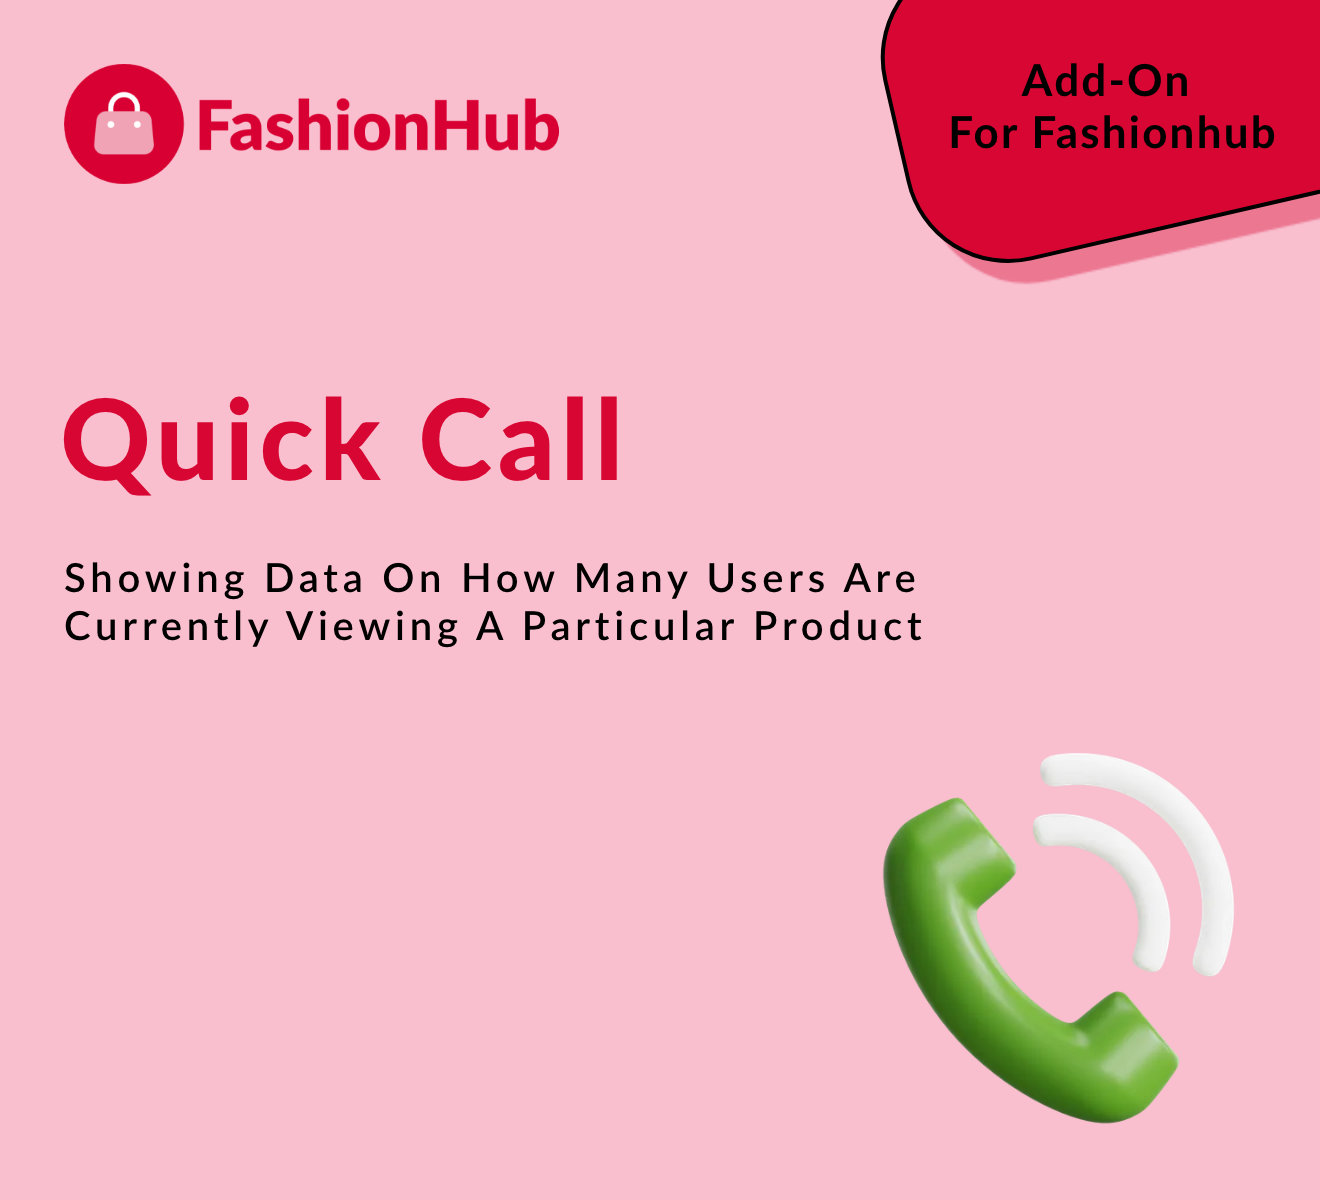 FashionHub
Add-On
For Fashionhub
Quick Call
Showing Data On How Many Users Are
Currently Viewing A Particular Product